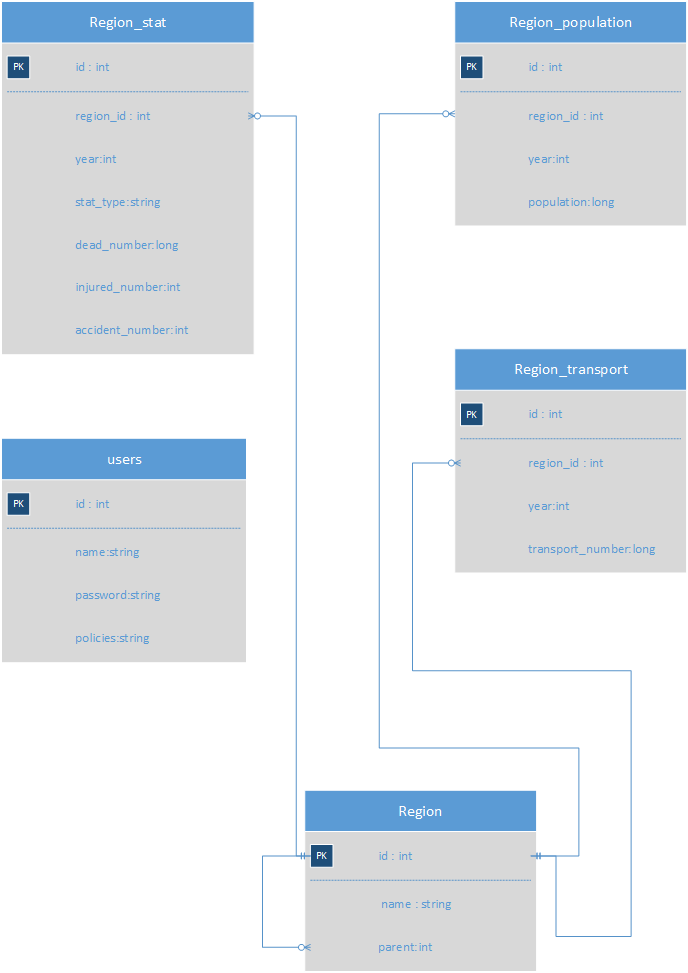 Region_stat
PK
id : int
region_id : int
year:int
stat_type:string
dead_number:long
injured_number:int
accident_number:int
Region_population
PK
id : int
region_id : int
year:int
population:long
Region_transport
PK
id : int
region_id : int
year:int
transport_number:long
users
PK
id : int
name:string
password:string
policies:string
Region
PK
id : int
name : string
parent:int